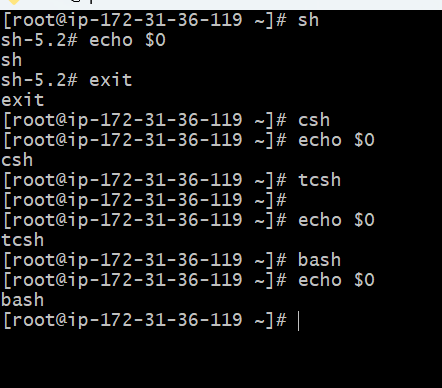 [root@ip-172-31-36-119 ~]# sh
sh-5.2# echo $0
sh
sh-5.2# exit
exit
[root@ip-172-31-36-119 ~]# csh
[root@ip-172-31-36-119 ~]# echo $0
csh
[root@ip-172-31-36-119 ~]# tcsh
[root@ip-172-31-36-119 ~]#
[root@ip-172-31-36-119 ~]# echo $0
tcsh
[root@ip-172-31-36-119 ~]# bash
[root@ip-172-31-36-119 ~]# echo $0
bash
[root@ip-172-31-36-119 ~]#